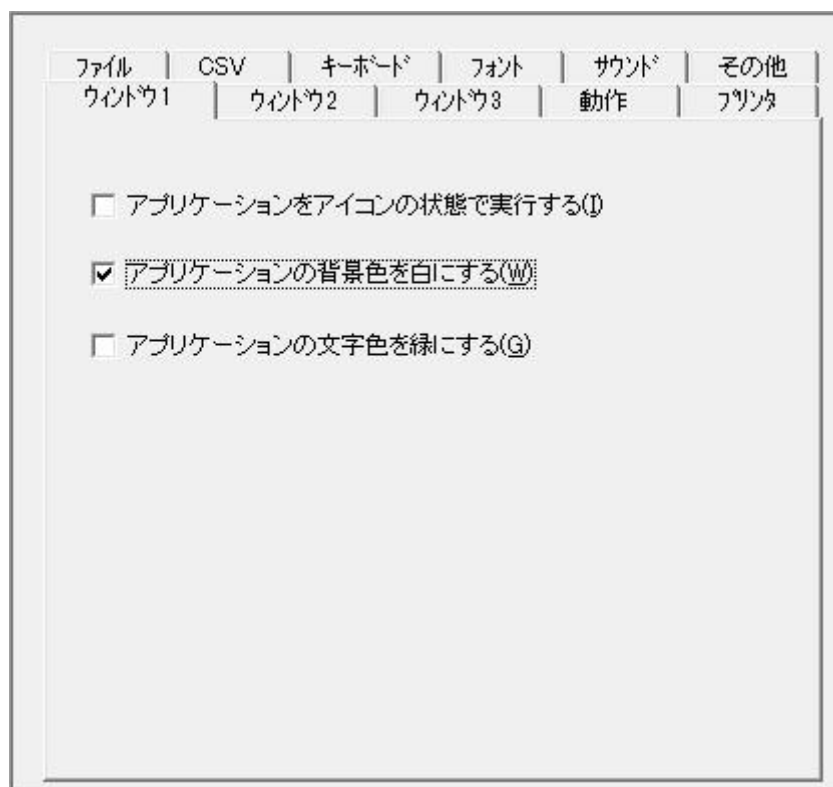 ファイル CSV キーボード フォント サウンド その他
ウィンドウ1 ウィンドウ2 ウィンドウ3 動作 プリンタ
アプリケーションをアイコンの状態で実行する(I)
アプリケーションの背景色を白にする(W)
アプリケーションの文字色を緑にする(G)